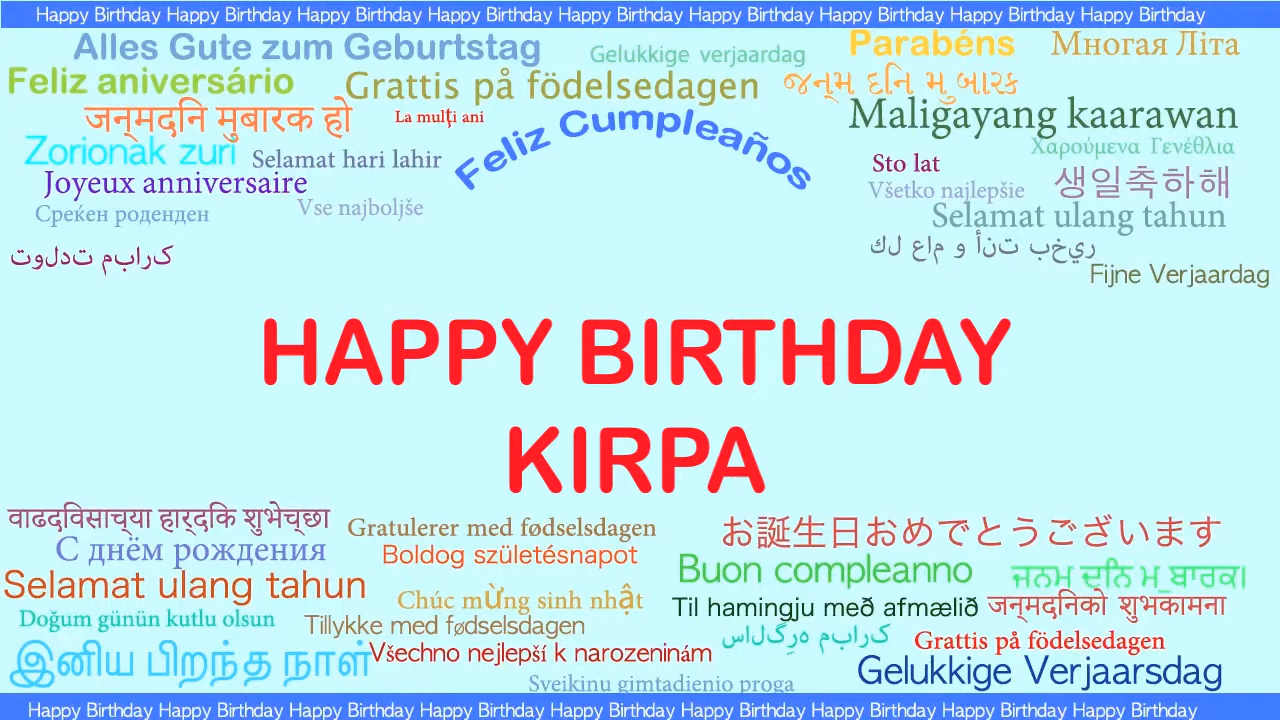 Happy Birthday Happy Birthday Happy Birthday Happy Birthday Happy Birthday Happy Birthday Happy Birthday Happy Birthday Happy Birthday
Alles Gute zum Geburtstag
Gelukkige verjaardag
Parabéns
Многая Літа
Feliz aniversário
Grattis på födelsedagen
જન્મ દિન મુબારક
जन्मदिन मुबारक हो
La mulţi ani
Feliz Cumpleaños
Maligayang kaarawan
Zorionak zuri
Selamat hari lahir
Sto lat
Χαρούμενα Γενέθλια
Joyeux anniversaire
Všetko najlepšie
생일축하해
Среќен роденден
Vse najboljše
Selamat ulang tahun
تولدت مبارک
كل عام و أنت بخير
Fijne Verjaardag
HAPPY BIRTHDAY
KIRPA
वाढदिवसाच्या हार्दिक शुभेच्छा
Gratulerer med fødselsdagen
お誕生日おめでとうございます
С днём рождения
Boldog születésnapot
Buon compleanno
ਜਨਮ ਦਿਨ ਮੁਬਾਰਕ।
Selamat ulang tahun
Chúc mừng sinh nhật
Til hamingju með afmælið
जन्मदिनको शुभकामना
Doğum günün kutlu olsun
Tillykke med fødselsdagen
سالگرہ مبارک
Grattis på födelsedagen
இனிய பிறந்த நாள்
Všechno nejlepší k narozeninám
Gelukkige Verjaarsdag
Sveikinu gimtadienio proga
Happy Birthday Happy Birthday Happy Birthday Happy Birthday Happy Birthday Happy Birthday Happy Birthday Happy Birthday Happy Birthday